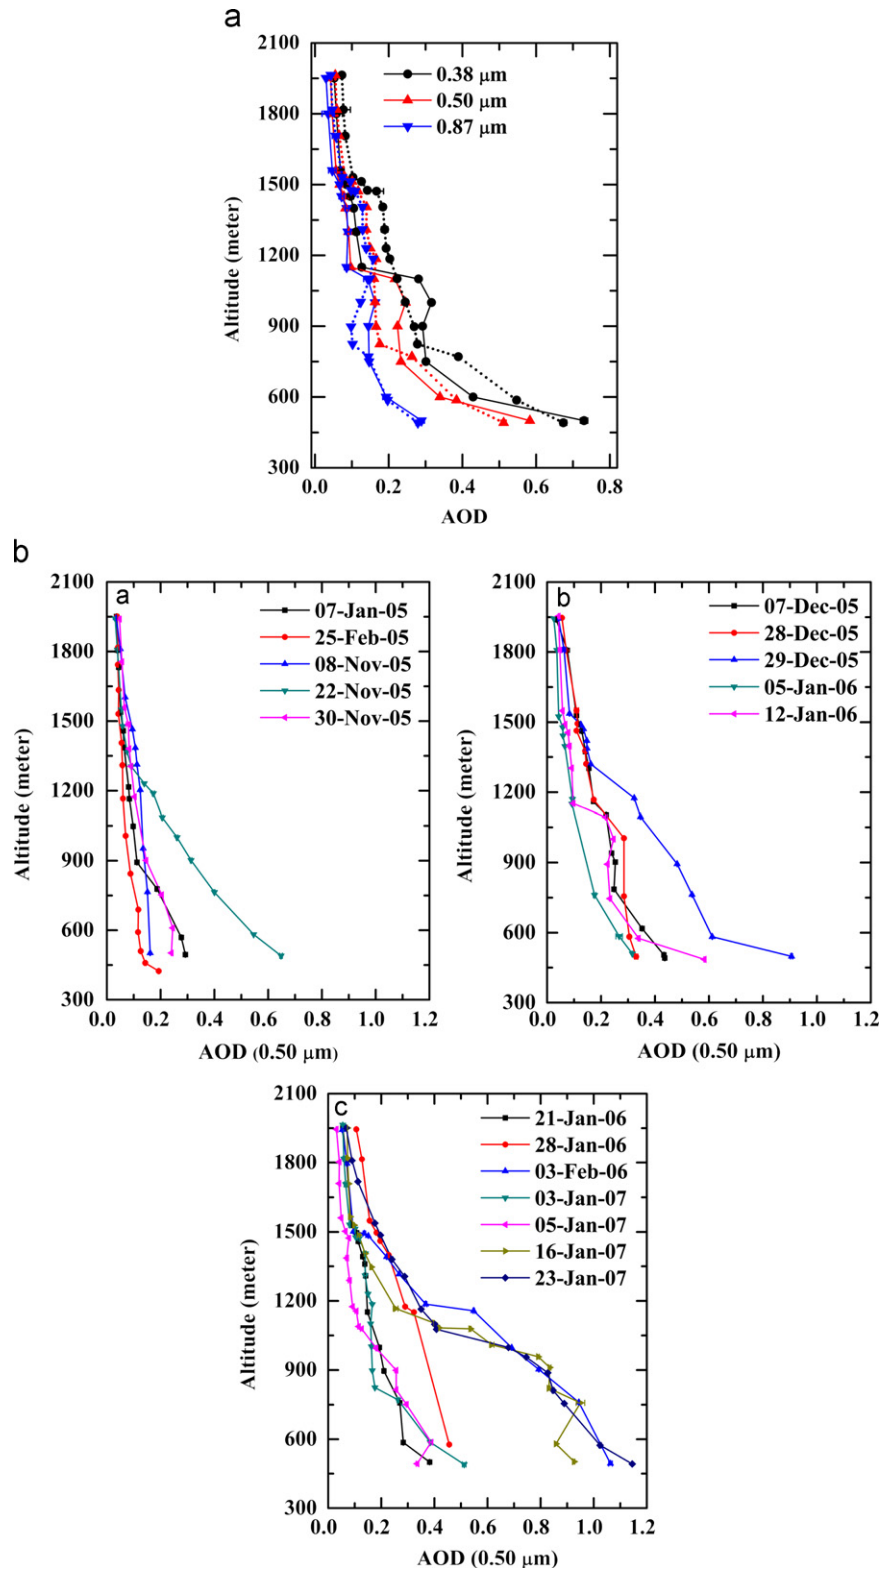 a
2100
1800
1500
1200
900
600
300
Altitude (meter)
0.38 μm
0.50 μm
0.87 μm
0.0 0.2 0.4 0.6 0.8
AOD
b
a
2100
1800
1500
1200
900
600
300
Altitude (meter)
07-Jan-05
25-Feb-05
08-Nov-05
22-Nov-05
30-Nov-05
0.0 0.2 0.4 0.6 0.8 1.0 1.2
AOD (0.50 μm)
b
2100
1800
1500
1200
900
600
300
Altitude (meter)
07-Dec-05
28-Dec-05
29-Dec-05
05-Jan-06
12-Jan-06
0.0 0.2 0.4 0.6 0.8 1.0 1.2
AOD (0.50 μm)
c
2100
1800
1500
1200
900
600
300
Altitude (meter)
21-Jan-06
28-Jan-06
03-Feb-06
03-Jan-07
05-Jan-07
16-Jan-07
23-Jan-07
0.0 0.2 0.4 0.6 0.8 1.0 1.2
AOD (0.50 μm)